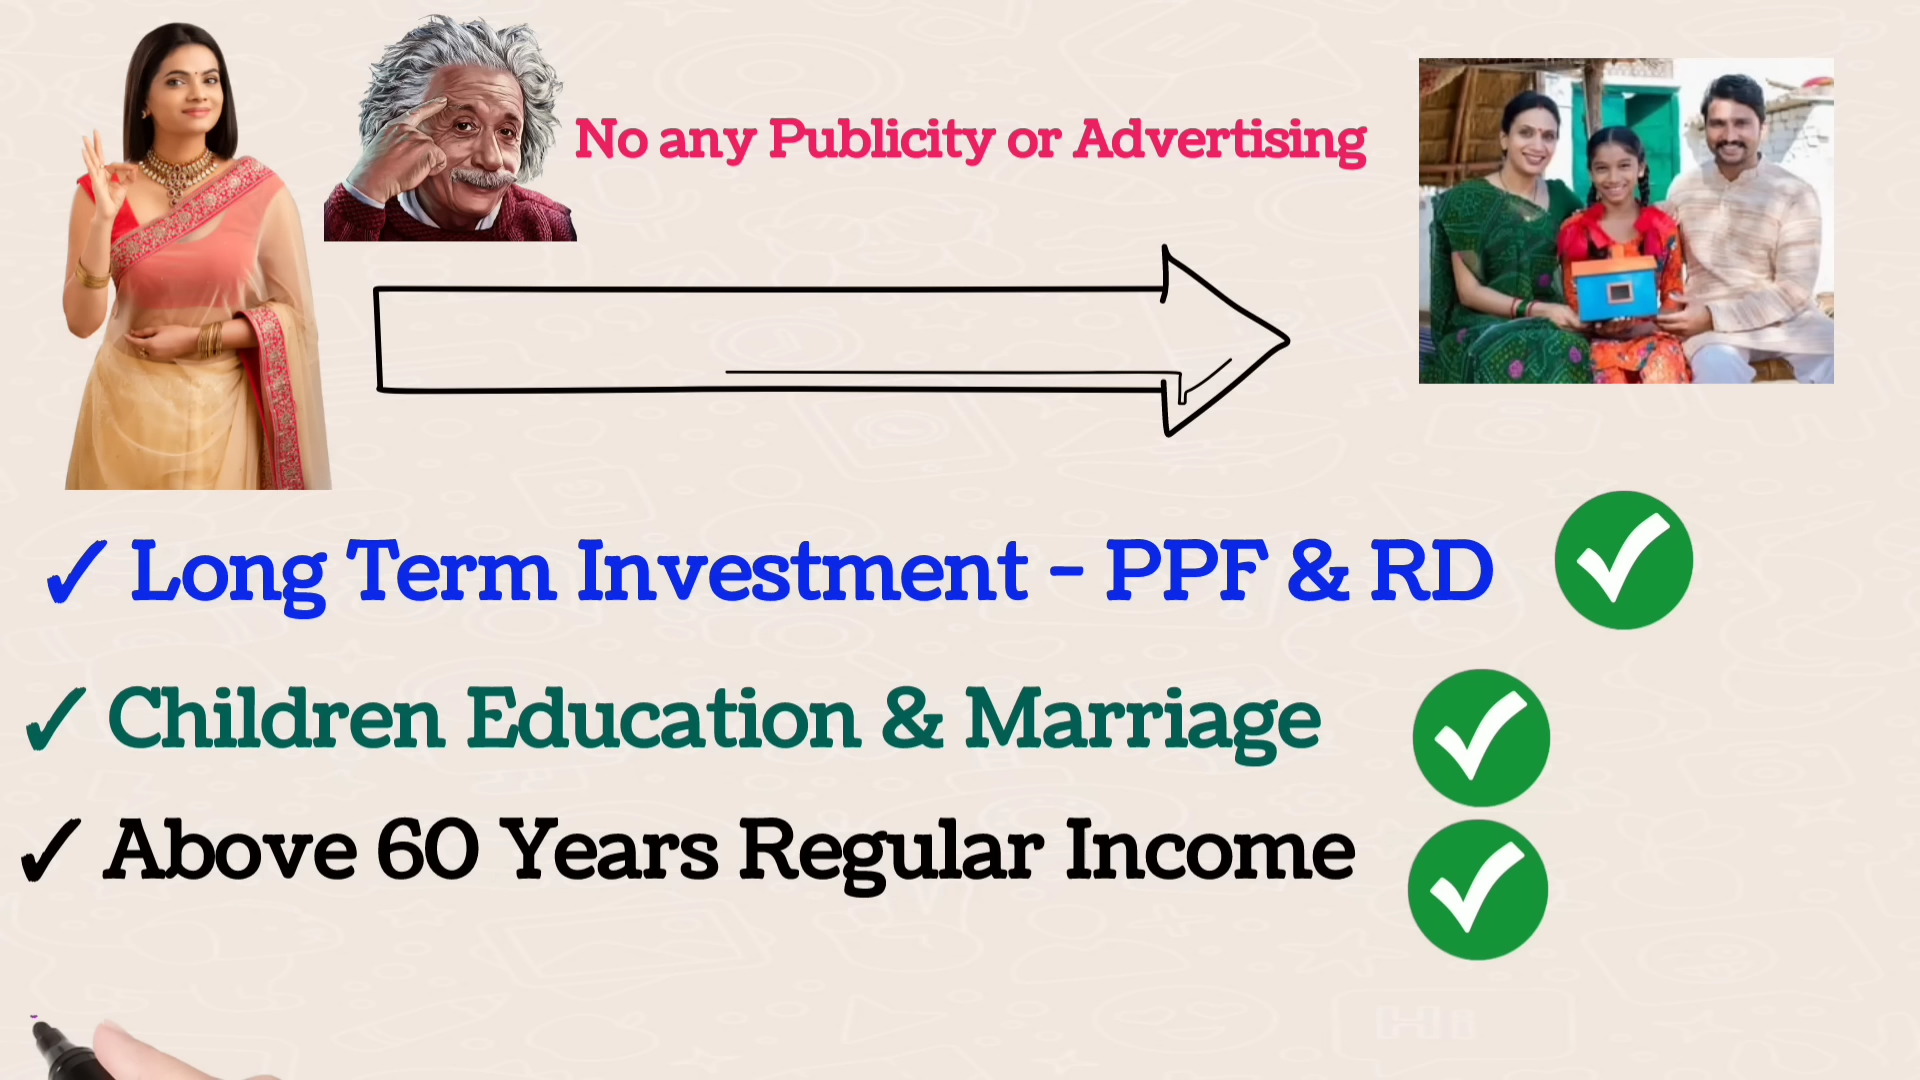 No any Publicity or Advertising
✓ Long Term Investment - PPF & RD
✓ Children Education & Marriage
✓ Above 60 Years Regular Income